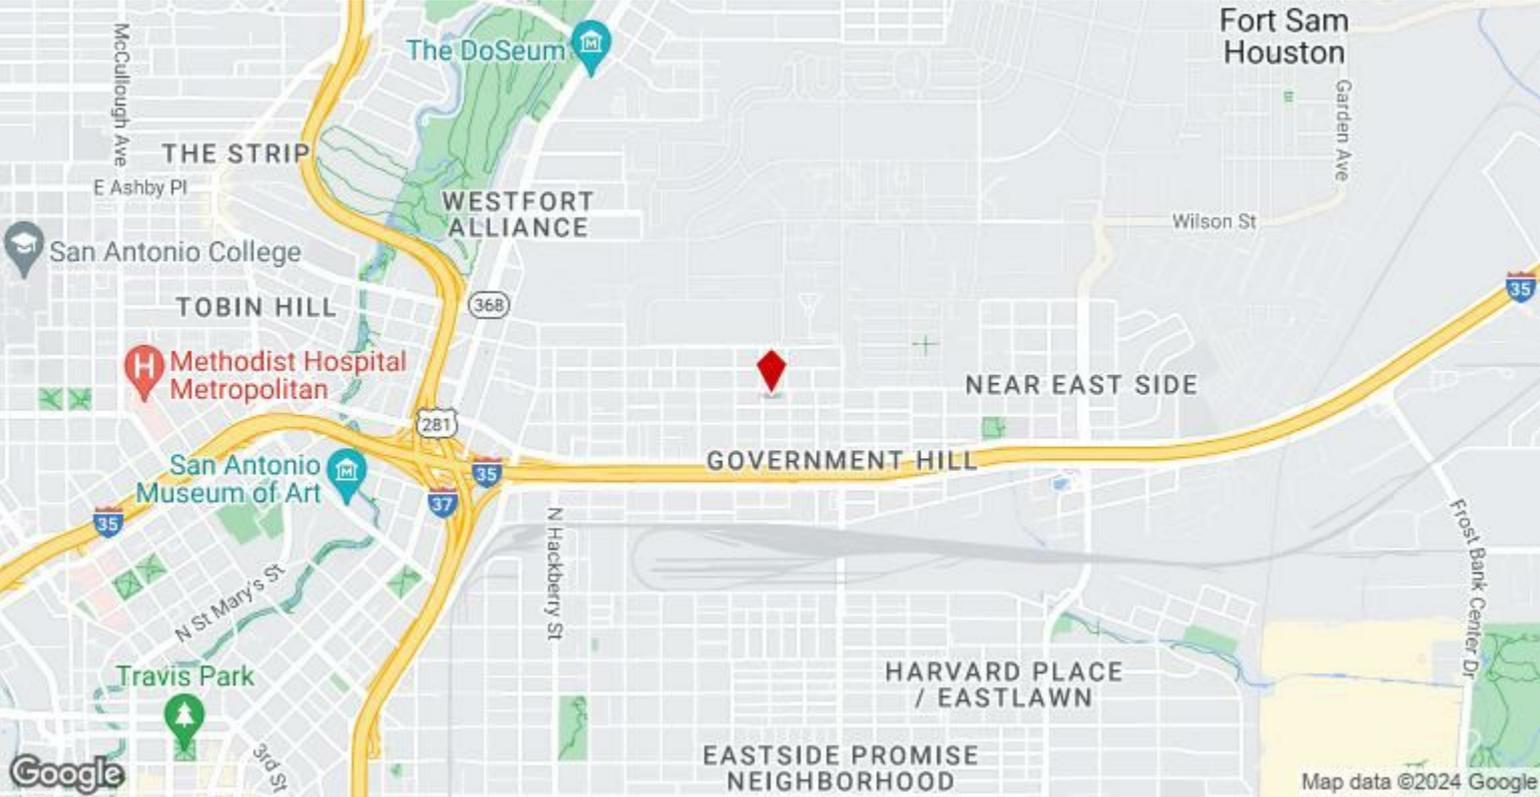 Fort Sam
Houston
McCullough Ave
The DoSeum
M
Garden Ave
THE STRIP
E Ashby Pl
WESTFORT
ALLIANCE
Wilson St
San Antonio College
35
TOBIN HILL
368
H
Methodist Hospital
Metropolitan
NEAR EAST SIDE
281
San Antonio
Museum of Art
M
35
GOVERNMENT HILL
37
35
N Hackberry St
Frost Bank Center Dr
N St Mary's St
Travis Park
HARVARD PLACE
/ EASTLAWN
3rd St
EASTSIDE PROMISE
NEIGHBORHOOD
Google
Map data ©2024 Google